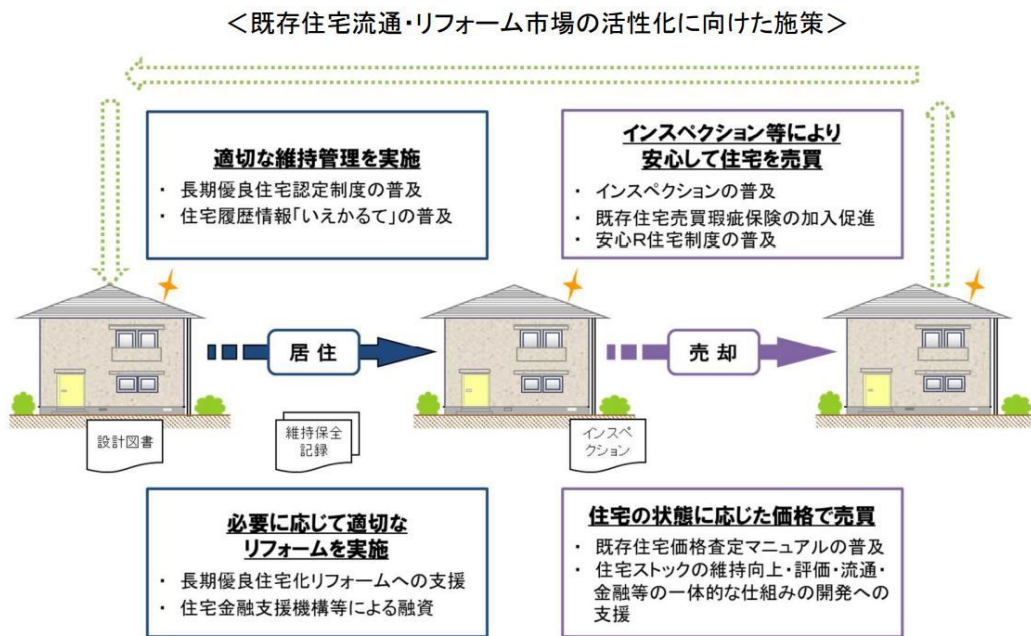 ＜既存住宅流通・リフォーム市場の活性化に向けた施策＞
適切な維持管理を実施
・ 長期優良住宅認定制度の普及
・ 住宅履歴情報「いえかるて」の普及
インスペクション等により
安心して住宅を売買
・ インスペクションの普及
・ 既存住宅売買瑕疵保険の加入促進
・ 安心R住宅制度の普及
居 住
売 却
設計図書
維持保全
記録
インスペ
クション
必要に応じて適切な
リフォームを実施
・ 長期優良住宅化リフォームへの支援
・ 住宅金融支援機構等による融資
住宅の状態に応じた価格で売買
・ 既存住宅価格査定マニュアルの普及
・ 住宅ストックの維持向上・評価・流通・
金融等の一体的な仕組みの開発への
支援